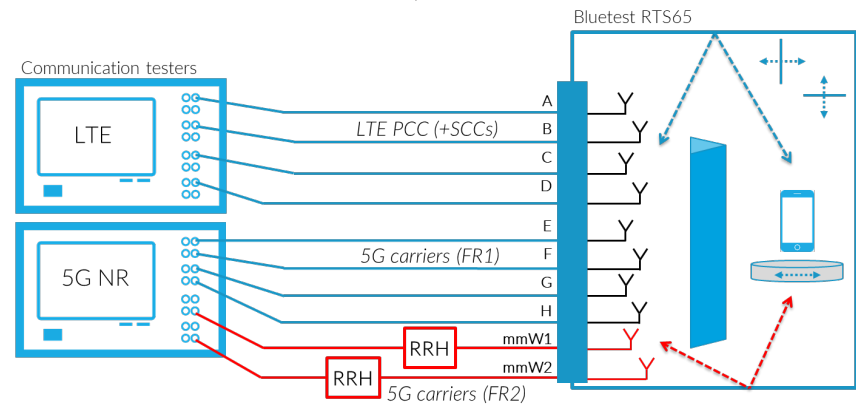 Bluetest RTS65
Communication testers
LTE
A
LTE PCC (+SCCs)
B
C
D
5G NR
E
5G carriers (FR1)
F
G
H
RRH
mmW1
RRH
mmW2
5G carriers (FR2)